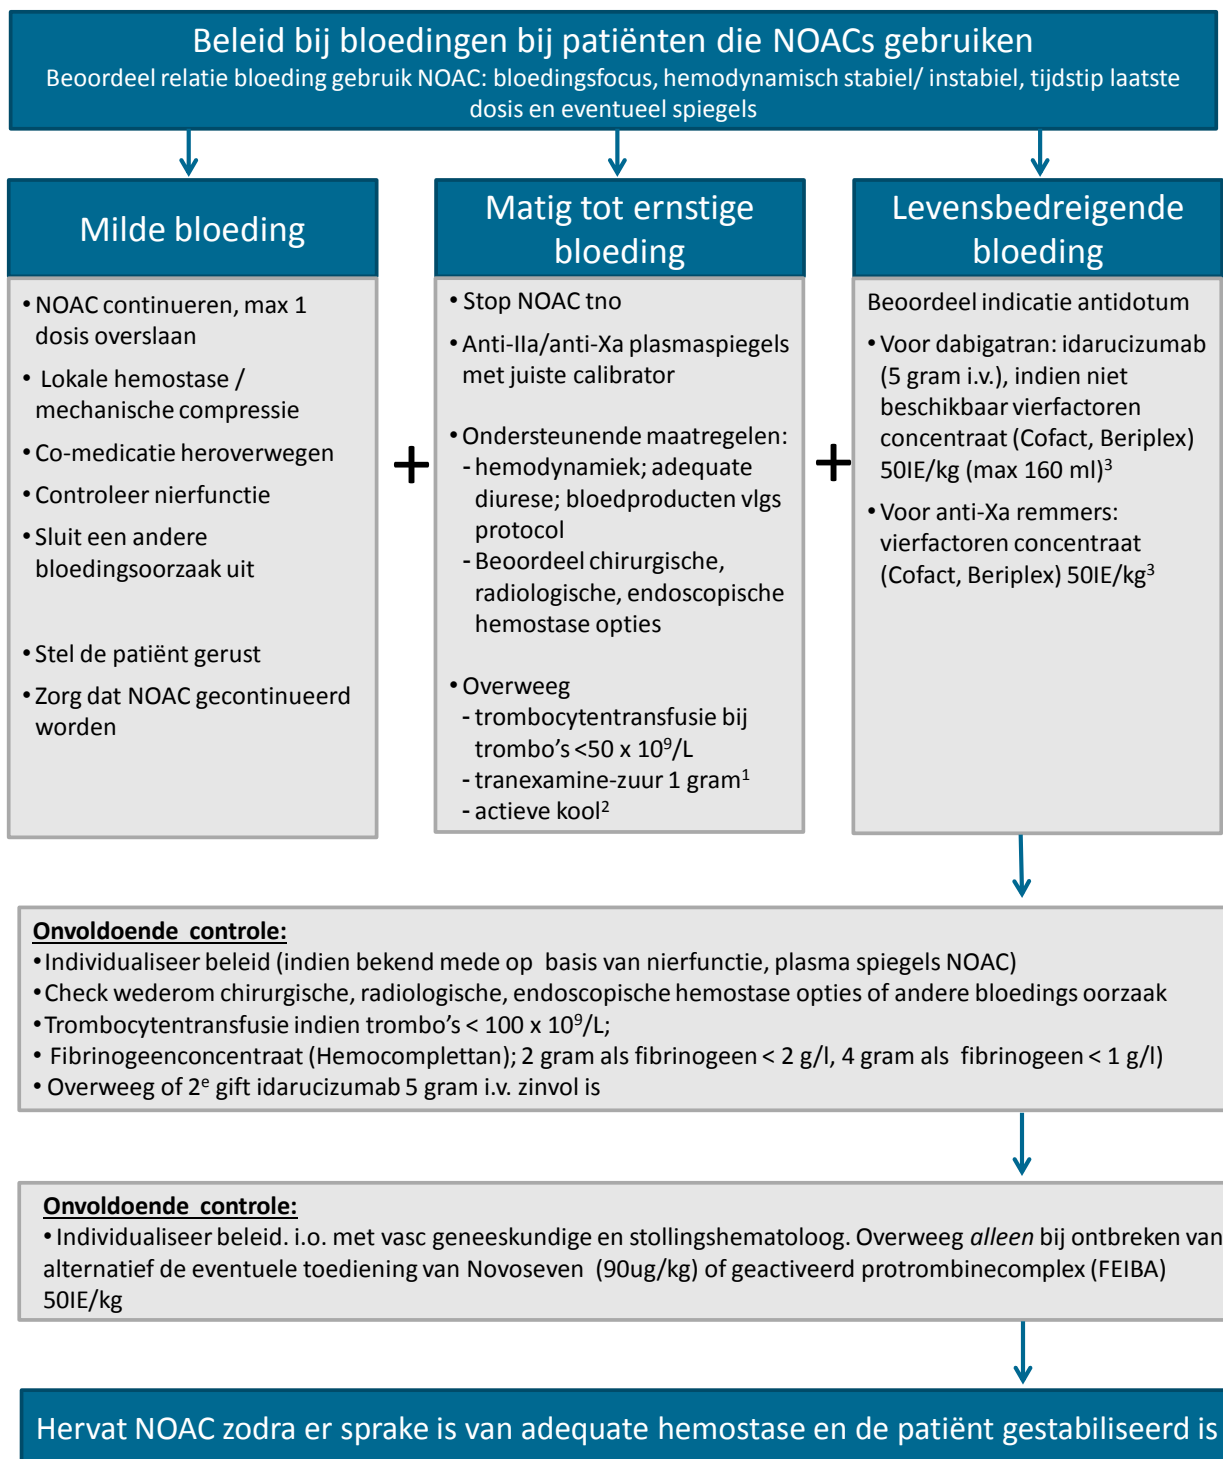 Beleid bij bloedingen bij patiënten die NOACs gebruiken
Beoordeel relatie bloeding gebruik NOAC: bloedingsfocus, hemodynamisch stabiel/ instabiel, tijdstip laatste
dosis en eventueel spiegels
Milde bloeding
• NOAC continueren, max 1
dosis overslaan
• Lokale hemostase /
mechanische compressie
• Co-medicatie heroverwegen
• Controleer nierfunctie
• Sluit een andere
bloedingsoorzaak uit
• Stel de patiënt gerust
• Zorg dat NOAC gecontinueerd
worden
+
Matig tot ernstige
bloeding
• Stop NOAC tno
• Anti-IIa/anti-Xa plasmaspiegels
met juiste calibrator
• Ondersteunende maatregelen:
- hemodynamiek; adequate
diurese; bloedproducten vlgs
protocol
- Beoordeel chirurgische,
radiologische, endoscopische
hemostase opties
• Overweeg
- trombocytentransfusie bij
trombo's <50 x 10⁹/L
- tranexamine-zuur 1 gram¹
- actieve kool²
+
Levensbedreigende
bloeding
Beoordeel indicatie antidotum
• Voor dabigatran: idarucizumab
(5 gram i.v.), indien niet
beschikbaar vierfactoren
concentraat (Cofact, Beriplex)
50IE/kg (max 160 ml)³
• Voor anti-Xa remmers:
vierfactoren concentraat
(Cofact, Beriplex) 50IE/kg³
Onvoldoende controle:
• Individualiseer beleid (indien bekend mede op basis van nierfunctie, plasma spiegels NOAC)
• Check wederom chirurgische, radiologische, endoscopische hemostase opties of andere bloedings oorzaak
• Trombocytentransfusie indien trombo's < 100 x 10⁹/L;
• Fibrinogeenconcentraat (Hemocomplettan); 2 gram als fibrinogeen < 2 g/l, 4 gram als fibrinogeen < 1 g/l)
• Overweeg of 2ᵉ gift idarucizumab 5 gram i.v. zinvol is
Onvoldoende controle:
• Individualiseer beleid. i.o. met vasc geneeskundige en stollingshematoloog. Overweeg alleen bij ontbreken van
alternatief de eventuele toediening van Novoseven (90ug/kg) of geactiveerd protrombinecomplex (FEIBA)
50IE/kg
Hervat NOAC zodra er sprake is van adequate hemostase en de patiënt gestabiliseerd is